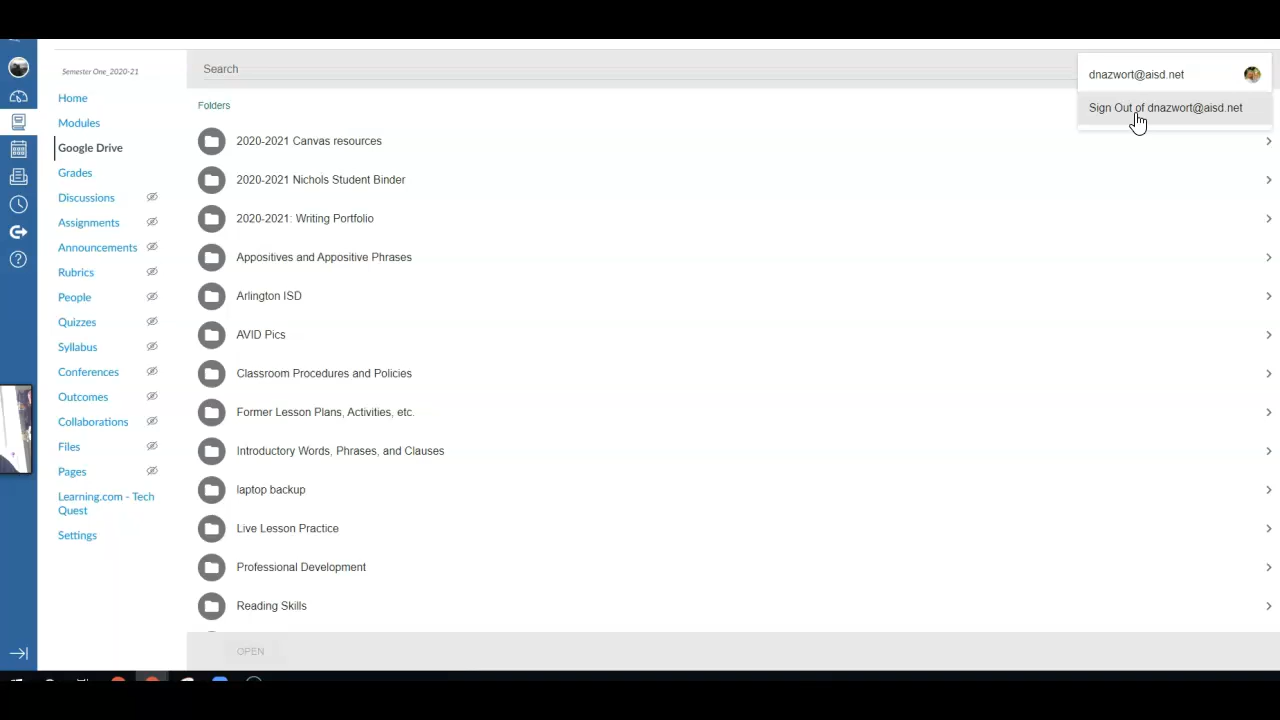 Semester One_2020-21
Home
Modules
Google Drive
Grades
Discussions
Assignments
Announcements
Rubrics
People
Quizzes
Syllabus
Conferences
Outcomes
Collaborations
Files
Pages
Learning.com - Tech
Quest
Settings
Search
dnazwort@aisd.net
Sign Out of dnazwort@aisd.net
Folders
2020-2021 Canvas resources
2020-2021 Nichols Student Binder
2020-2021: Writing Portfolio
Appositives and Appositive Phrases
Arlington ISD
AVID Pics
Classroom Procedures and Policies
Former Lesson Plans, Activities, etc.
Introductory Words, Phrases, and Clauses
laptop backup
Live Lesson Practice
Professional Development
Reading Skills
OPEN